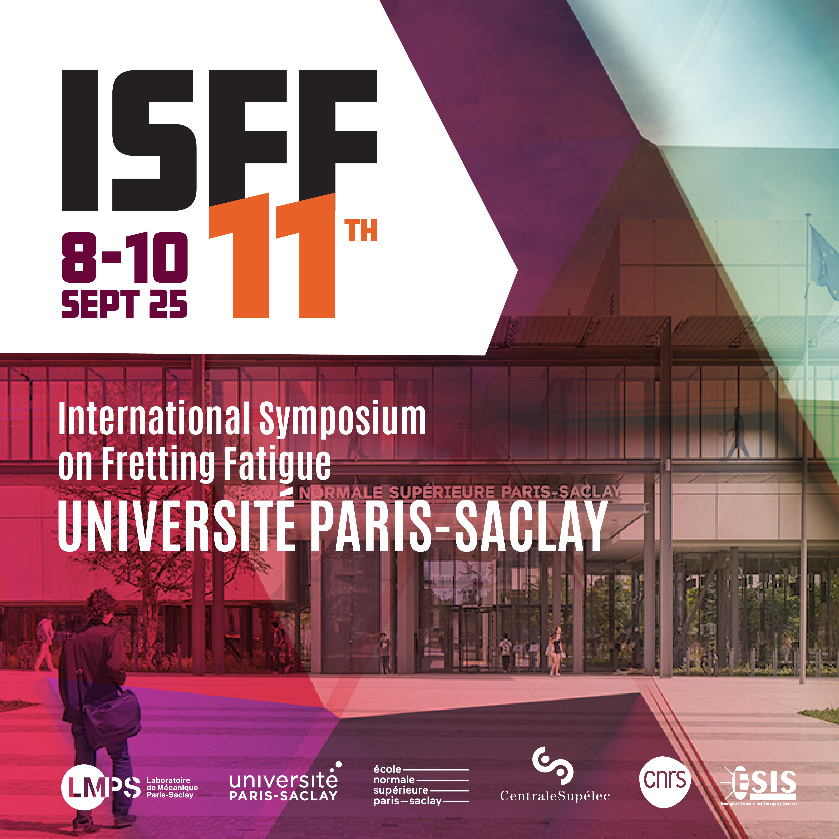 ISFF
11TH
8-10
SEPT 25
International Symposium
on Fretting Fatigue
ÉCOLE NORMALE SUPÉRIEURE PARIS-SACLAY
UNIVERSITÉ PARIS-SACLAY
LMPS Laboratoire
de Mécanique
Paris-Saclay
université
PARIS-SACLAY
école
normale
supérieure
paris-saclay
CentraleSupélec
cnrs
ESIS